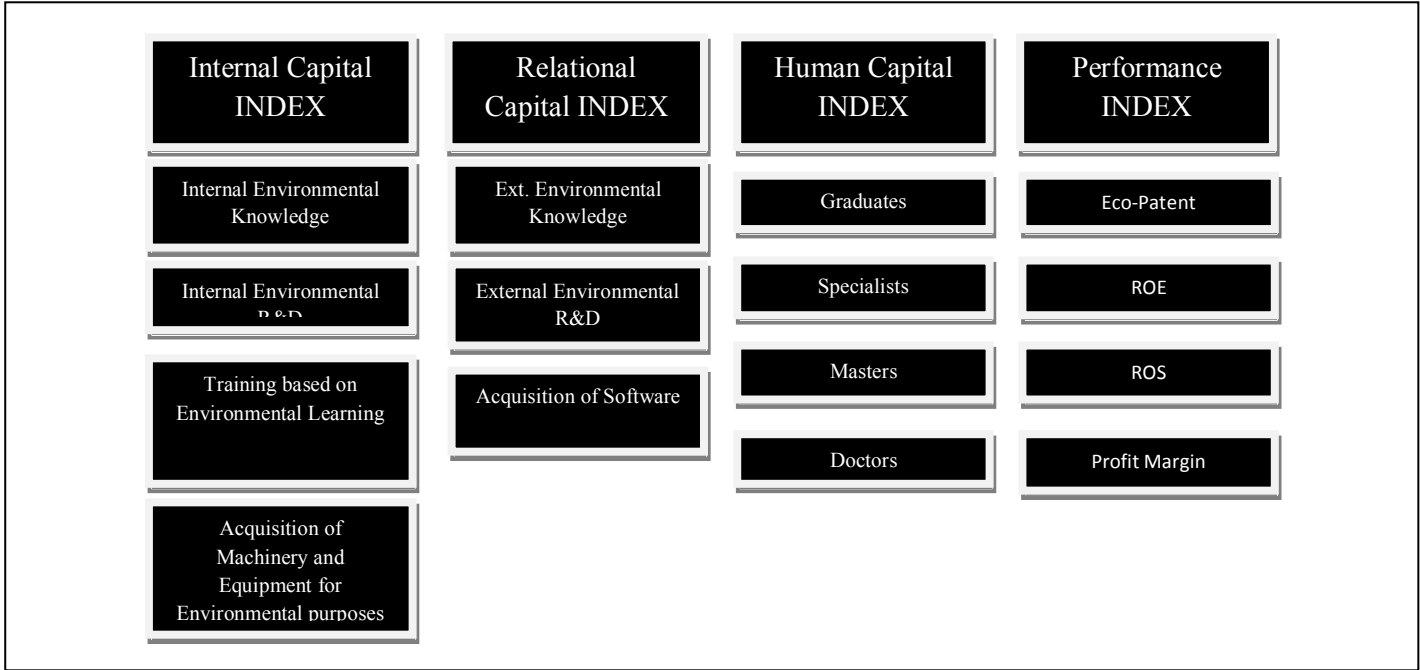 Internal Capital
INDEX
Internal Environmental
Knowledge
Internal Environmental
R&D
Training based on
Environmental Learning
Acquisition of
Machinery and
Equipment for
Environmental purposes
Relational
Capital INDEX
Ext. Environmental
Knowledge
External Environmental
R&D
Acquisition of Software
Human Capital
INDEX
Graduates
Specialists
Masters
Doctors
Performance
INDEX
Eco-Patent
ROE
ROS
Profit Margin